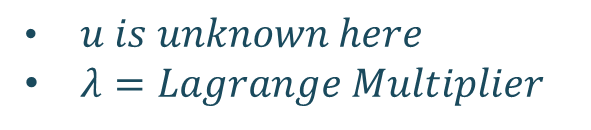 • u is unknown here
• λ = Lagrange Multiplier